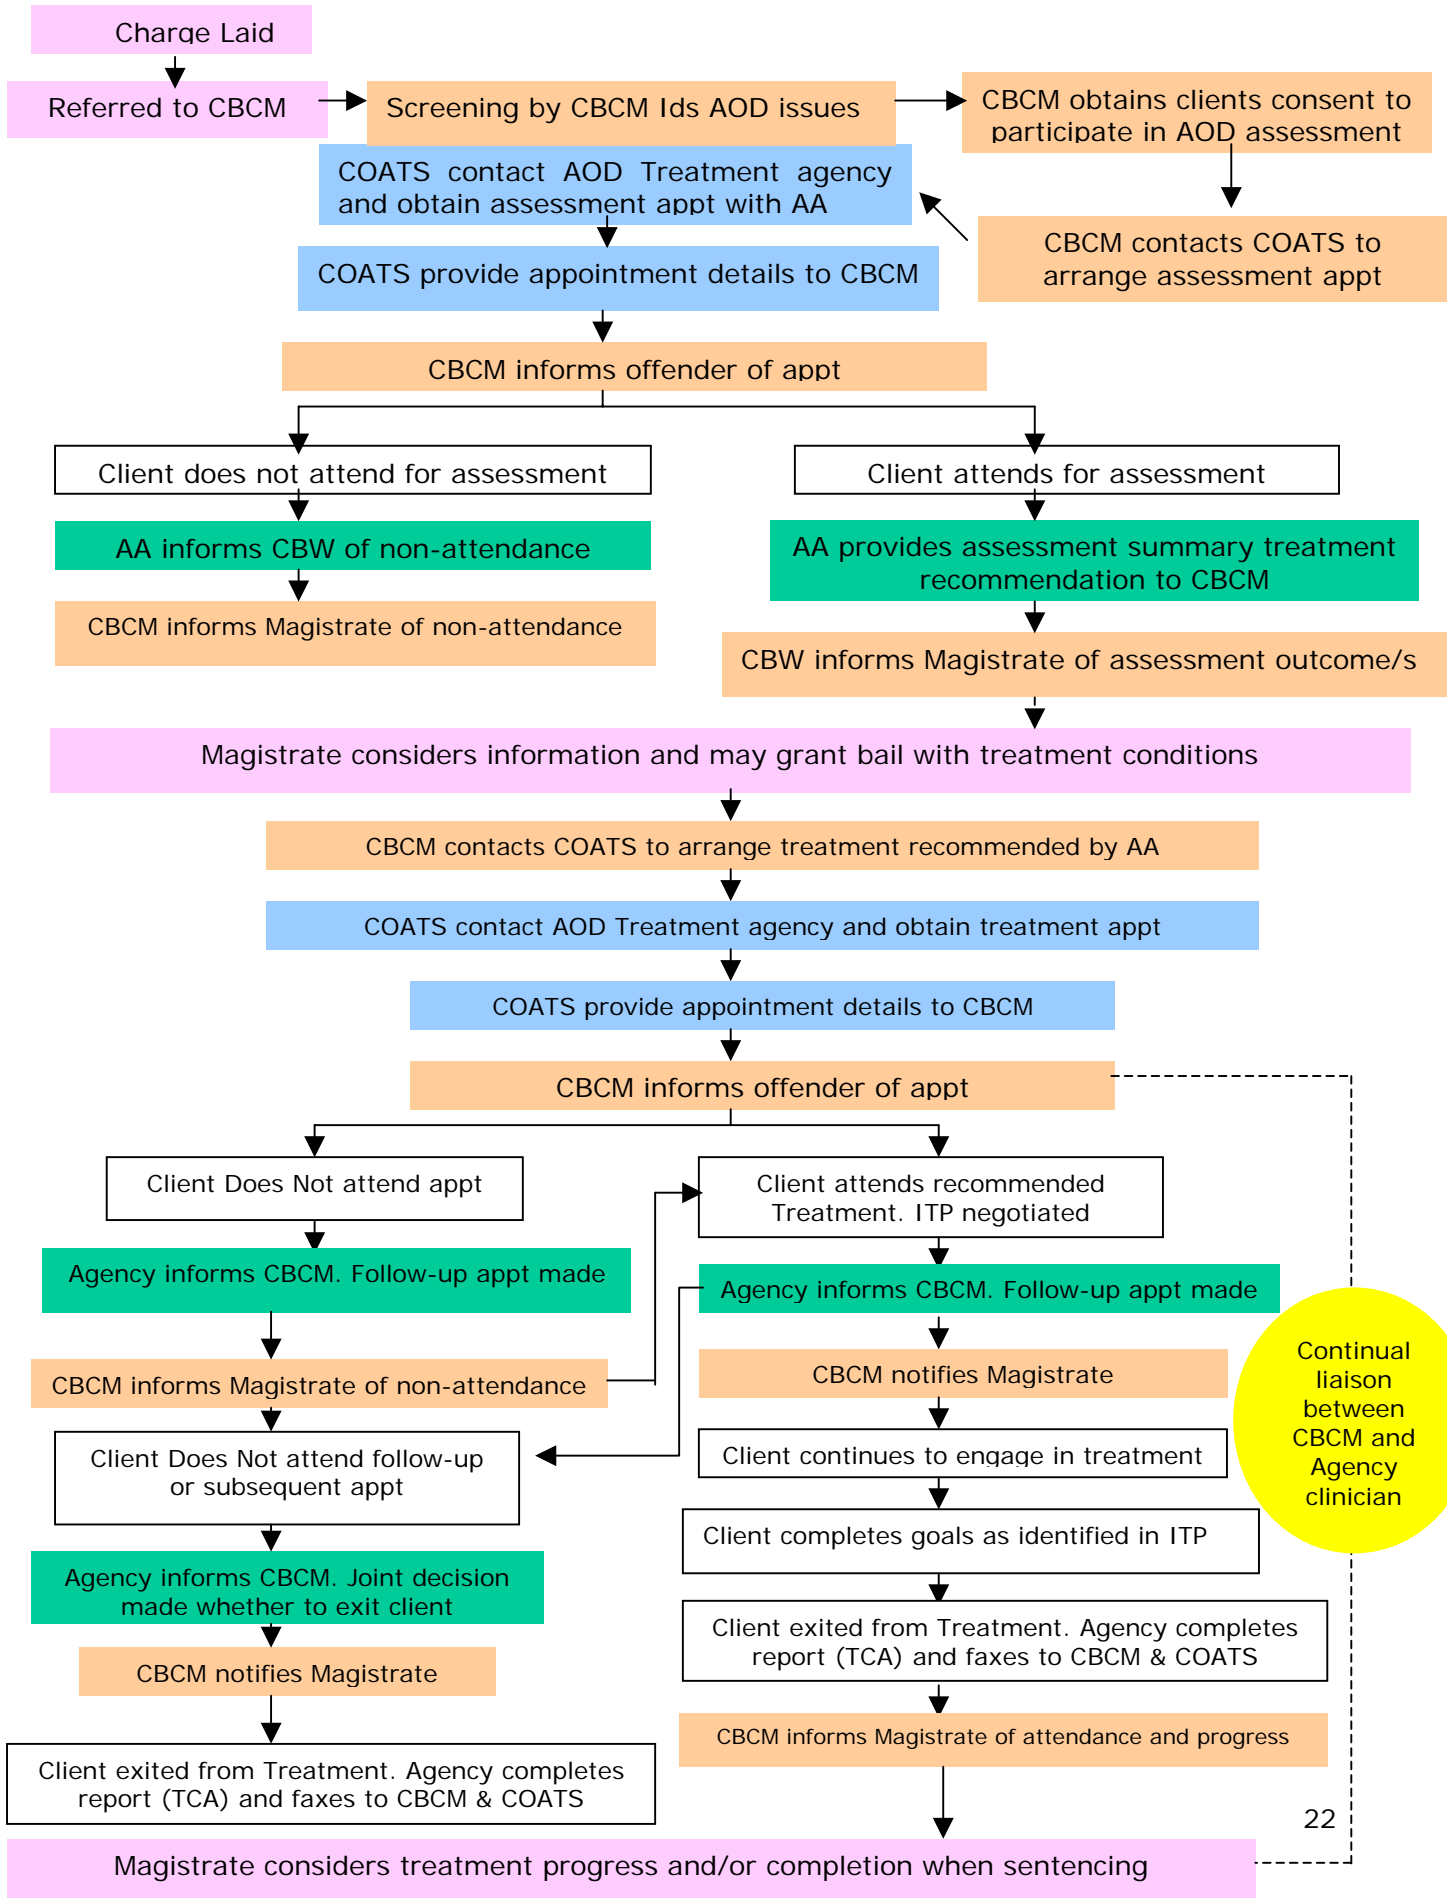 Charge Laid
Referred to CBCM
Screening by CBCM Ids AOD issues
CBCM obtains clients consent to
participate in AOD assessment
CBCM contacts COATS to
arrange assessment appt
COATS contact AOD Treatment agency
and obtain assessment appt with AA
COATS provide appointment details to CBCM
CBCM informs offender of appt
Client does not attend for assessment
Client attends for assessment
AA informs CBW of non-attendance
AA provides assessment summary treatment
recommendation to CBCM
CBCM informs Magistrate of non-attendance
CBW informs Magistrate of assessment outcome/s
Magistrate considers information and may grant bail with treatment conditions
CBCM contacts COATS to arrange treatment recommended by AA
COATS contact AOD Treatment agency and obtain treatment appt
COATS provide appointment details to CBCM
CBCM informs offender of appt
Client Does Not attend appt
Client attends recommended
Treatment. ITP negotiated
Agency informs CBCM. Follow-up appt made
Agency informs CBCM. Follow-up appt made
CBCM informs Magistrate of non-attendance
CBCM notifies Magistrate
Continual
liaison
between
CBCM and
Agency
clinician
Client Does Not attend follow-up
or subsequent appt
Client continues to engage in treatment
Client completes goals as identified in ITP
Agency informs CBCM. Joint decision
made whether to exit client
Client exited from Treatment. Agency completes
report (TCA) and faxes to CBCM & COATS
CBCM notifies Magistrate
CBCM informs Magistrate of attendance and progress
Client exited from Treatment. Agency completes
report (TCA) and faxes to CBCM & COATS
22
Magistrate considers treatment progress and/or completion when sentencing